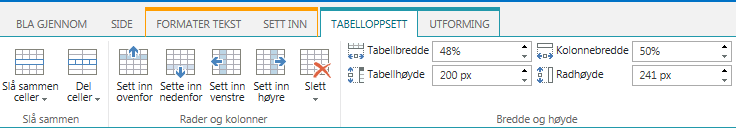 BLA GJENNOM SIDE FORMATER TEKST SETT INN TABELLOPPSETT UTFORMING
Slå sammen celler
Del celler
Slå sammen
Sett inn ovenfor
Sette inn nedenfor
Sett inn venstre
Sett inn høyre
Slett
Rader og kolonner
Tabellbredde 48%
Tabellhøyde 200 px
Kolonnebredde 50%
Radhøyde 241 px
Bredde og høyde